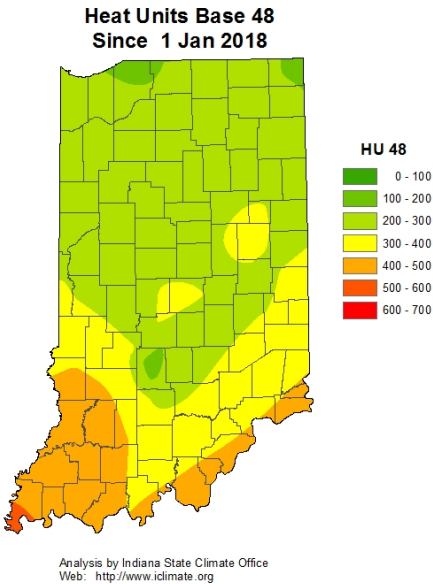 Heat Units Base 48
Since 1 Jan 2018
HU 48
0 - 100
100 - 200
200 - 300
300 - 400
400 - 500
500 - 600
600 - 700
Analysis by Indiana State Climate Office
Web: http://www.iclimate.org